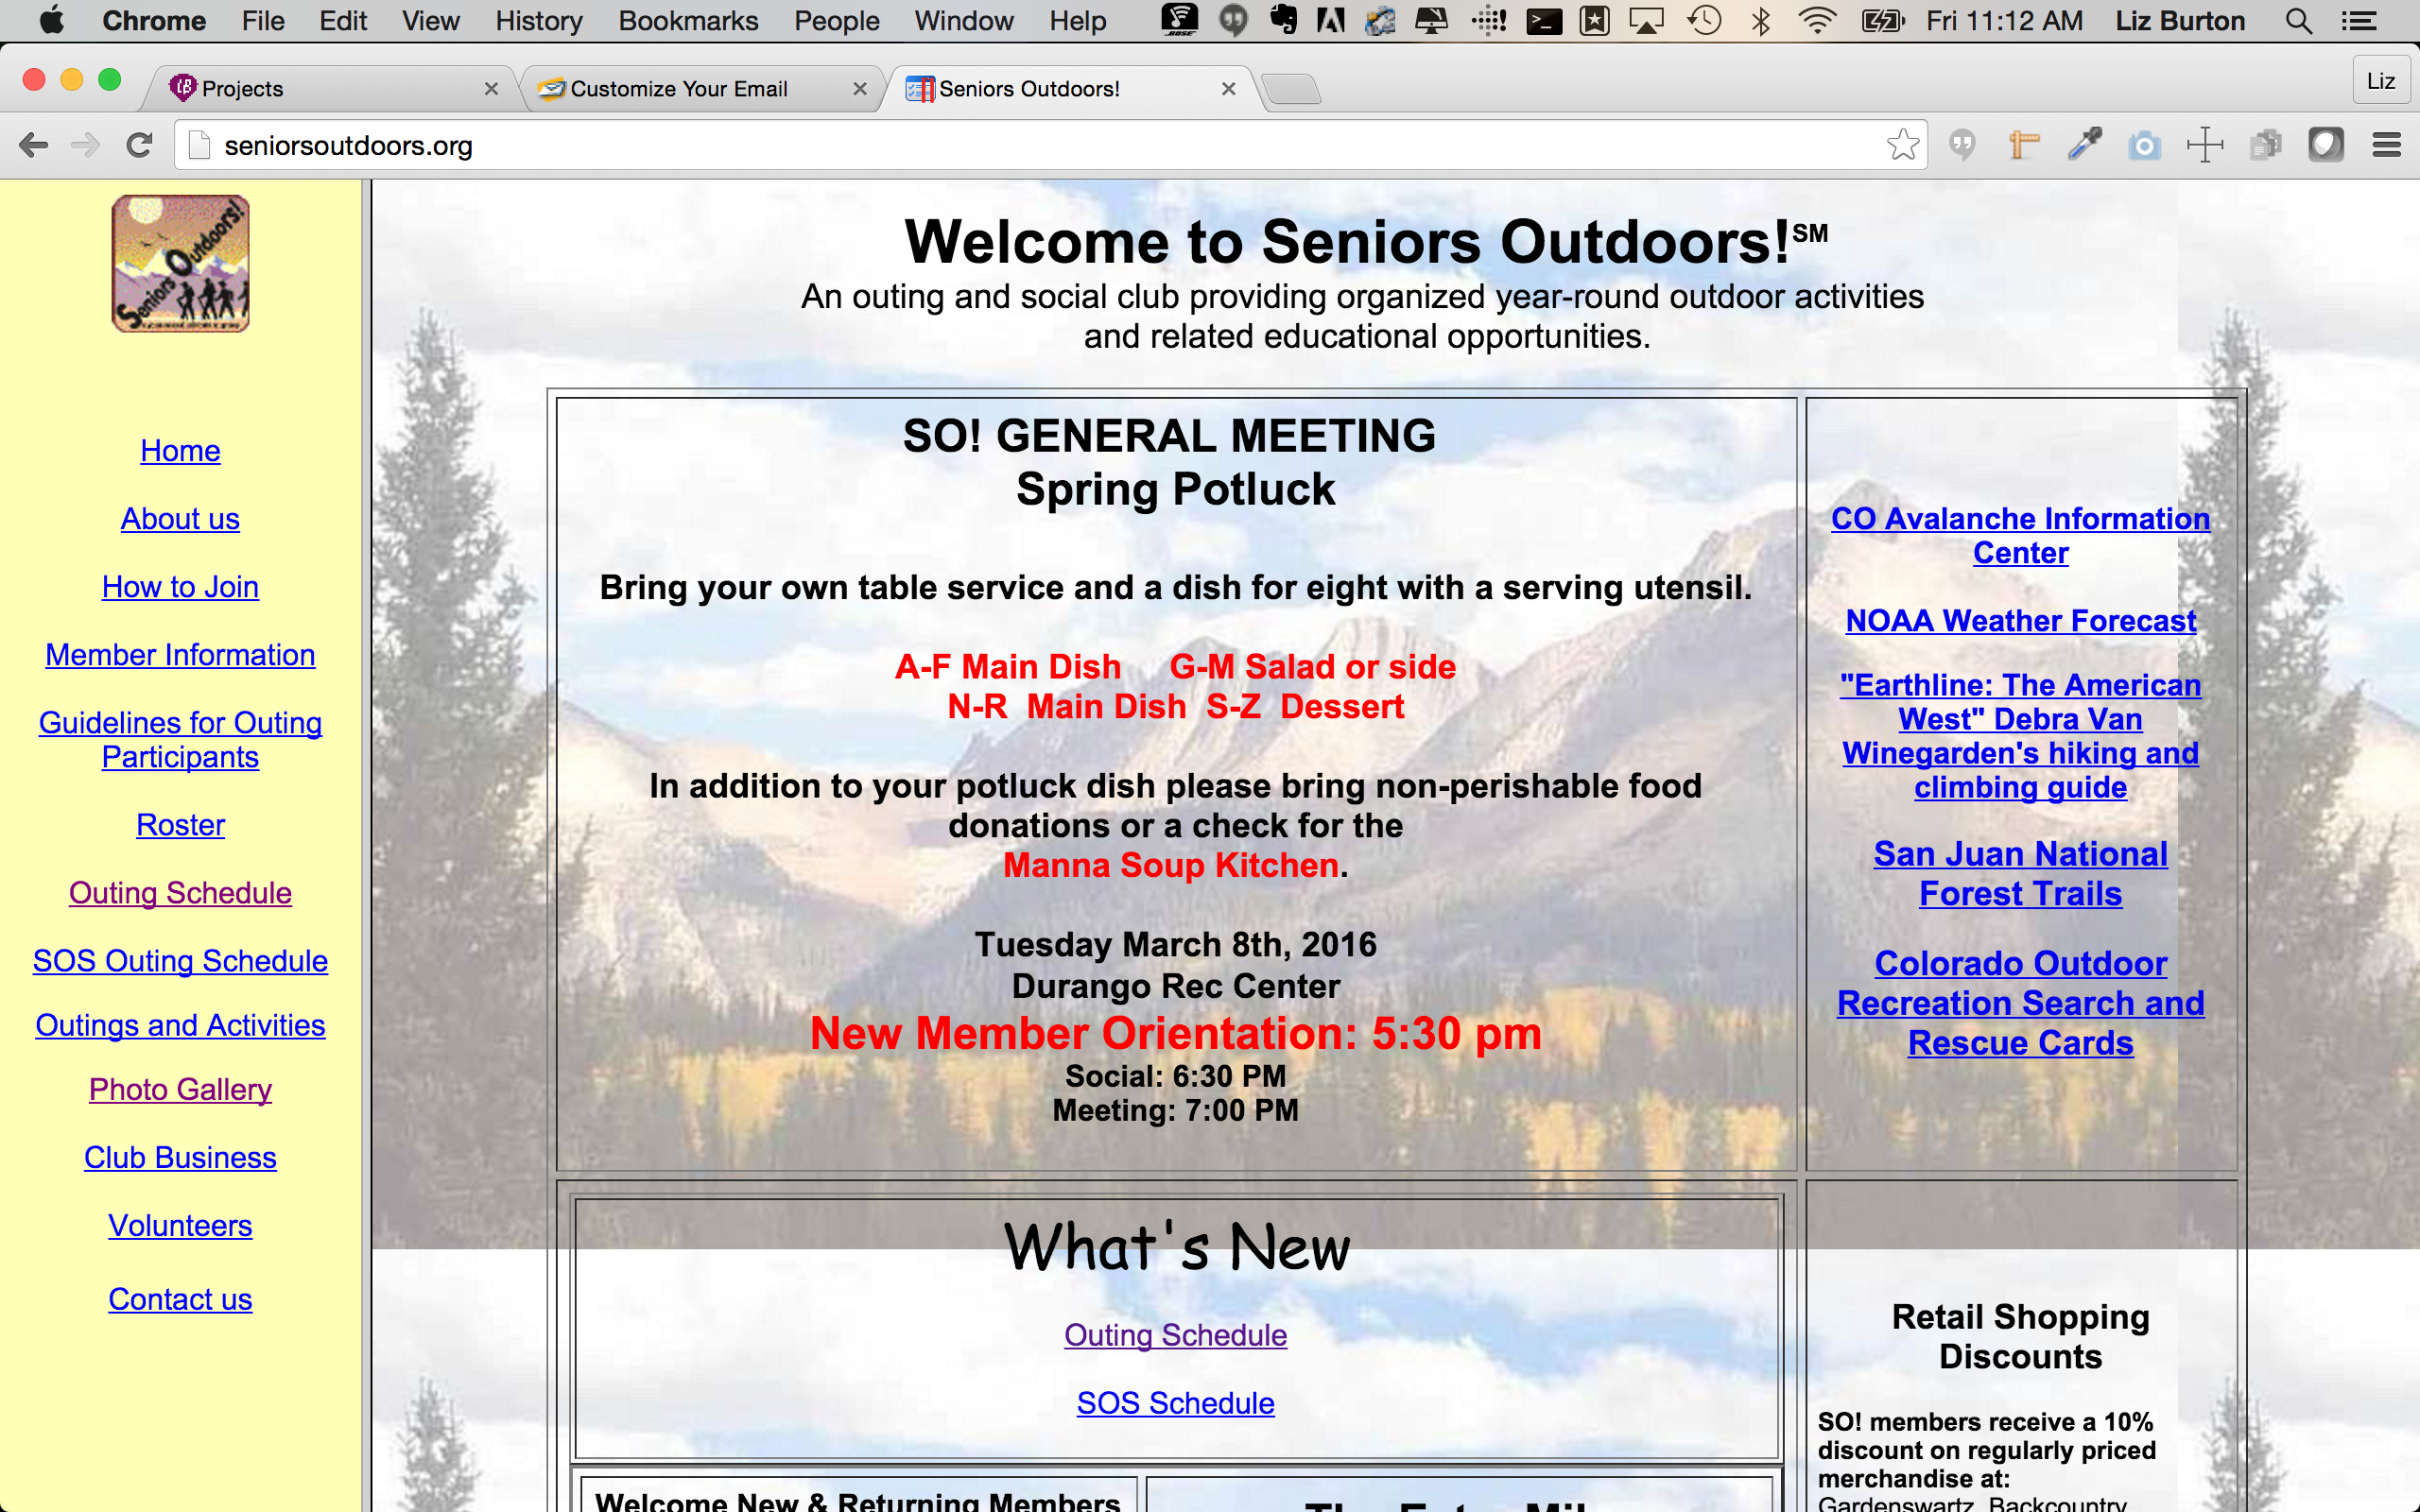 Chrome File Edit View History Bookmarks People Window Help BOSE Fri 11:12 AM Liz Burton
Projects Customize Your Email Seniors Outdoors! Liz
seniorsoutdoors.org
Seniors Outdoors!
Home
About us
How to Join
Member Information
Guidelines for Outing
Participants
Roster
Outing Schedule
SOS Outing Schedule
Outings and Activities
Photo Gallery
Club Business
Volunteers
Contact us
Welcome to Seniors Outdoors!SM
An outing and social club providing organized year-round outdoor activities
and related educational opportunities.
SO! GENERAL MEETING
Spring Potluck
Bring your own table service and a dish for eight with a serving utensil.
A-F Main Dish G-M Salad or side
N-R Main Dish S-Z Dessert
In addition to your potluck dish please bring non-perishable food
donations or a check for the
Manna Soup Kitchen.
Tuesday March 8th, 2016
Durango Rec Center
New Member Orientation: 5:30 pm
Social: 6:30 PM
Meeting: 7:00 PM
CO Avalanche Information
Center
NOAA Weather Forecast
"Earthline: The American
West" Debra Van
Winegarden's hiking and
climbing guide
San Juan National
Forest Trails
Colorado Outdoor
Recreation Search and
Rescue Cards
What's New
Outing Schedule
SOS Schedule
Welcome New & Returning Members
Retail Shopping
Discounts
SO! members receive a 10%
discount on regularly priced
merchandise at:
Gardenswartz, Backcountry